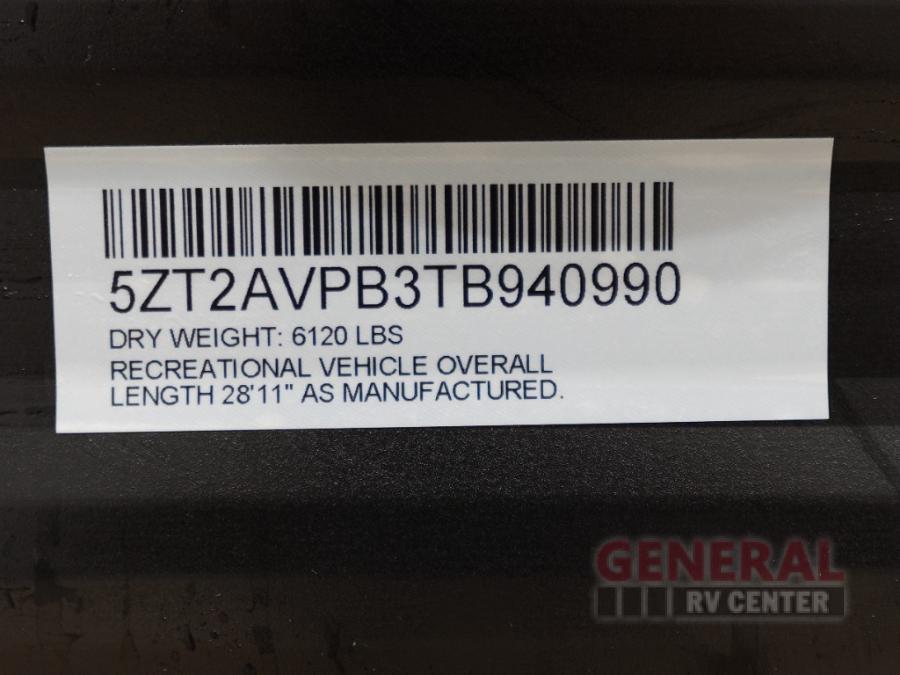 5ZT2AVPB3TB940990
DRY WEIGHT: 6120 LBS
RECREATIONAL VEHICLE OVERALL
LENGTH 28'11" AS MANUFACTURED.
GENERAL
RV CENTER